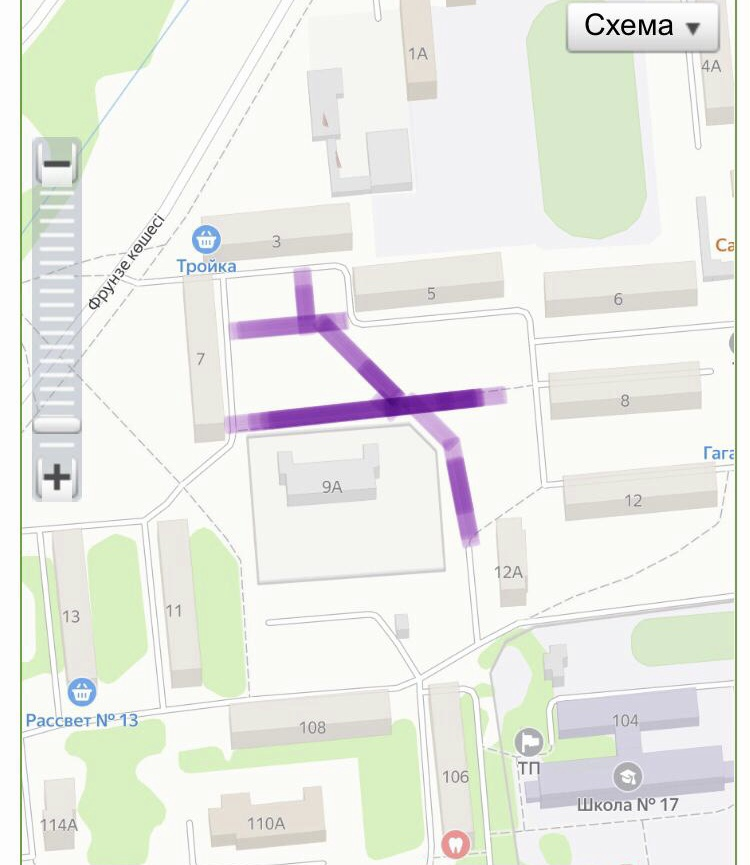 Схема ▼
1А
4А
3
Тройка
Фрунзе көшесі
Са
5
6
7
8
Гага
9А
12
12А
13
11
Рассвет № 13
108
104
ТП
106
Школа № 17
114А
110А